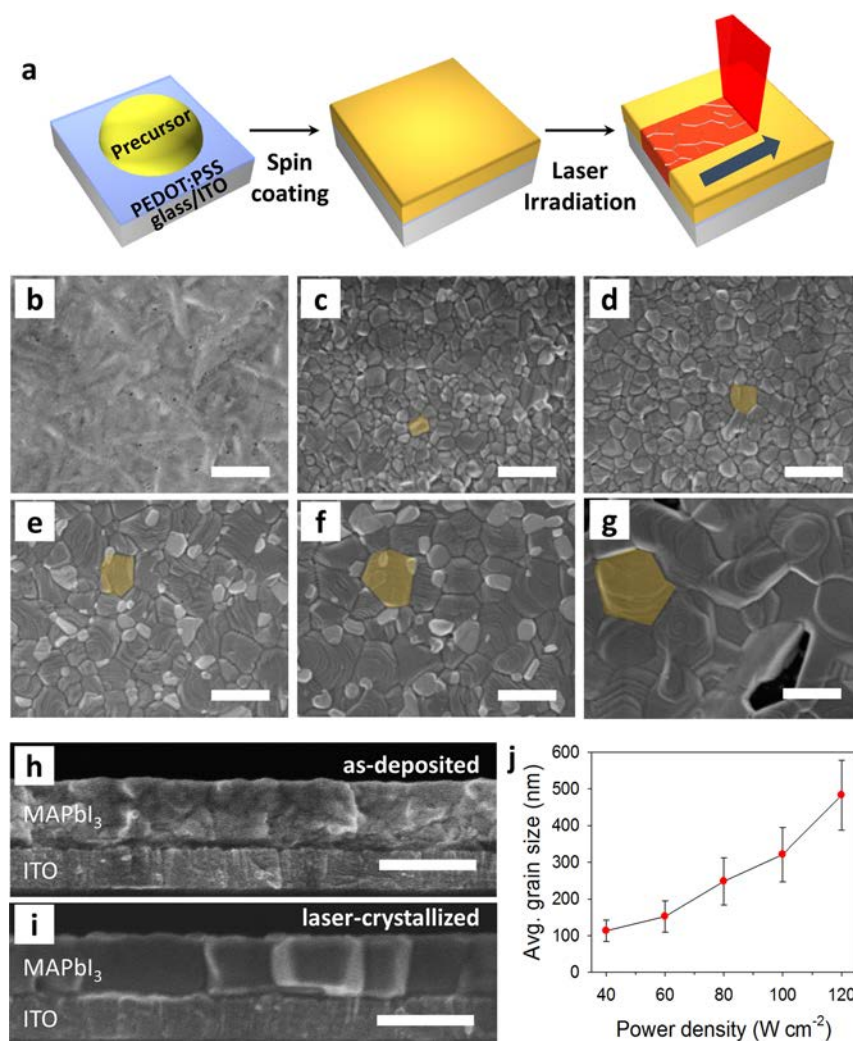 a
Precursor
PEDOT:PSS
glass/ITO
Spin
coating
Laser
Irradiation
b
c
d
e
f
g
h
as-deposited
MAPbI₃
ITO
i
laser-crystallized
MAPbI₃
ITO
j
600
500
400
300
200
100
0
Avg. grain size (nm)
40 60 80 100 120
Power density (W cm⁻²)